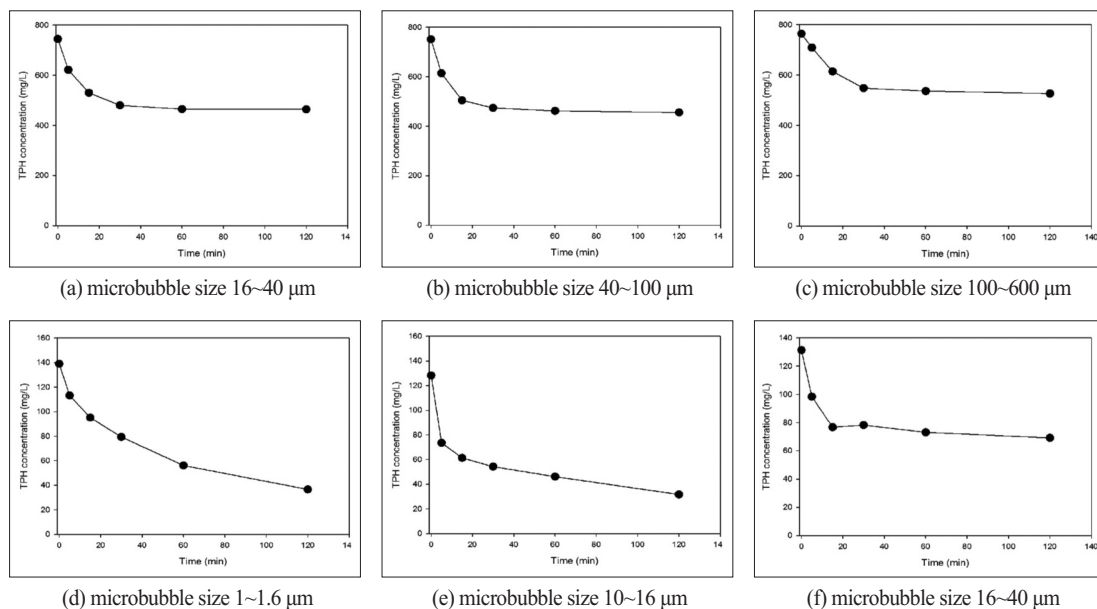 TPH concentration (mg/L)
800
600
400
200
0
0 20 40 60 80 100 120 14
Time (min)
(a) microbubble size 16~40 μm
TPH concentration (mg/L)
800
600
400
200
0
0 20 40 60 80 100 120 14
Time (min)
(b) microbubble size 40~100 μm
TPH concentration (mg/L)
800
600
400
200
0
0 20 40 60 80 100 120 140
Time (min)
(c) microbubble size 100~600 μm
TPH concentration (mg/L)
160
140
120
100
80
60
40
20
0
0 20 40 60 80 100 120 14
Time (min)
(d) microbubble size 1~1.6 μm
TPH concentration (mg/L)
160
140
120
100
80
60
40
20
0
0 20 40 60 80 100 120 14
Time (min)
(e) microbubble size 10~16 μm
TPH concentration (mg/L)
140
120
100
80
60
40
20
0
0 20 40 60 80 100 120 140
Time (min)
(f) microbubble size 16~40 μm